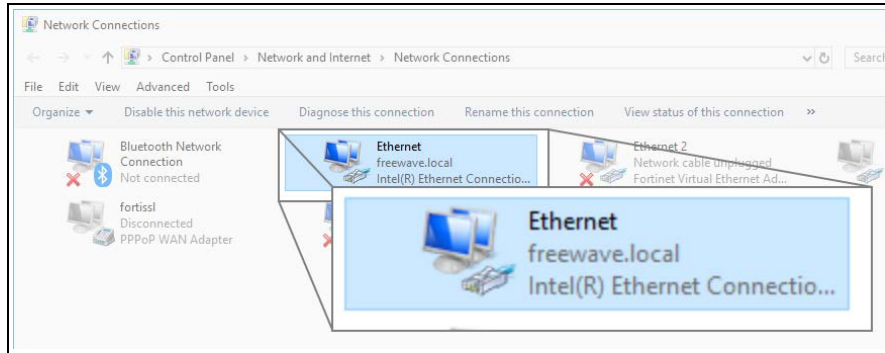 Network Connections
Control Panel > Network and Internet > Network Connections
Search
File Edit View Advanced Tools
Organize Disable this network device Diagnose this connection Rename this connection View status of this connection »
Bluetooth Network
Connection
Not connected
Ethernet
freewave.local
Intel(R) Ethernet Connectio...
Ethernet 2
Network cable unplugged
Fortinet Virtual Ethernet Ad...
fortissl
Disconnected
PPPoP WAN Adapter
Ethernet
freewave.local
Intel(R) Ethernet Connectio...